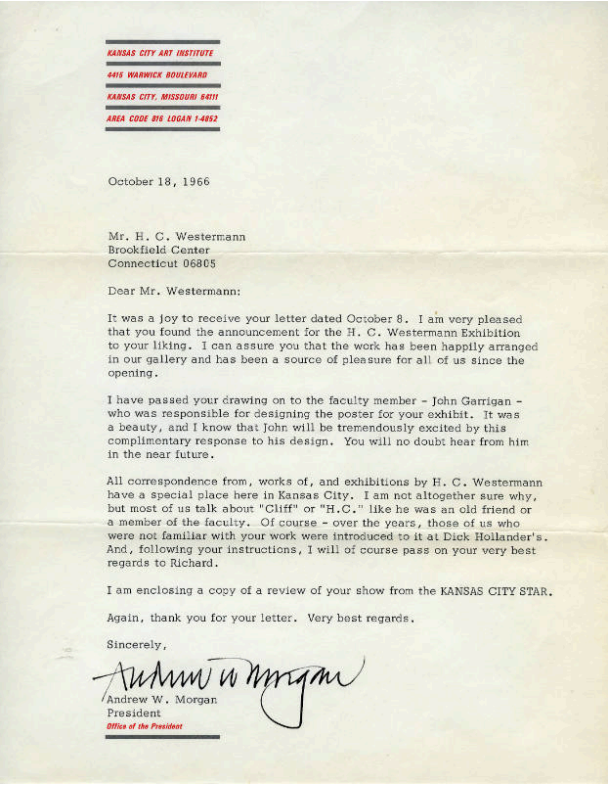 KANSAS CITY ART INSTITUTE
4415 WARWICK BOULEVARD
KANSAS CITY, MISSOURI 64111
AREA CODE 816 LOGAN 1-4852
October 18, 1966
Mr. H. C. Westermann
Brookfield Center
Connecticut 06805
Dear Mr. Westermann:
It was a joy to receive your letter dated October 8. I am very pleased
that you found the announcement for the H. C. Westermann Exhibition
to your liking. I can assure you that the work has been happily arranged
in our gallery and has been a source of pleasure for all of us since the
opening.
I have passed your drawing on to the faculty member - John Garrigan -
who was responsible for designing the poster for your exhibit. It was
a beauty, and I know that John will be tremendously excited by this
complimentary response to his design. You will no doubt hear from him
in the near future.
All correspondence from, works of, and exhibitions by H. C. Westermann
have a special place here in Kansas City. I am not altogether sure why,
but most of us talk about "Cliff" or "H.C." like he was an old friend or
a member of the faculty. Of course - over the years, those of us who
were not familiar with your work were introduced to it at Dick Hollander's.
And, following your instructions, I will of course pass on your very best
regards to Richard.
I am enclosing a copy of a review of your show from the KANSAS CITY STAR.
Again, thank you for your letter. Very best regards.
Sincerely,
Andrew W Morgan
Andrew W. Morgan
President
Office of the President